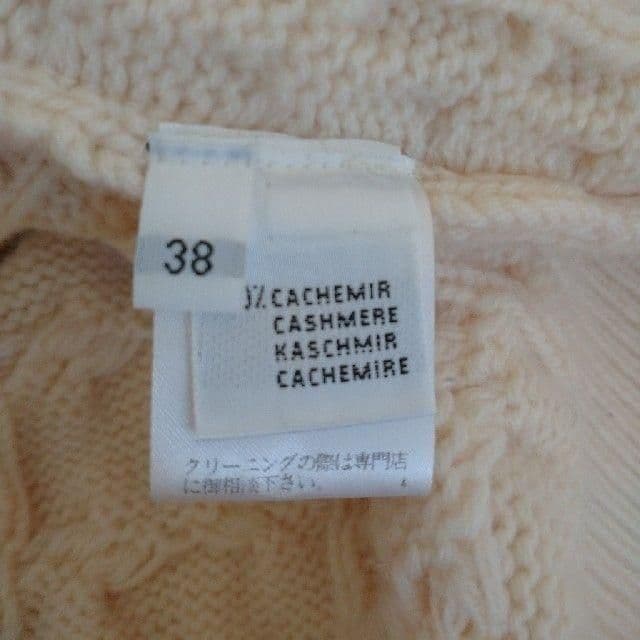 38
0% CACHEMIR
CASHMERE
KASCHMIR
CACHEMIRE
クリーニングの際は専門店
に御相談下さい。